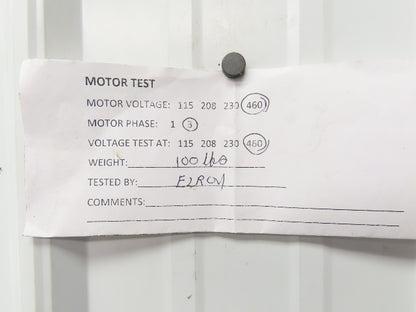 MOTOR TEST
MOTOR VOLTAGE: 115 208 230 460
MOTOR PHASE: 1 3
VOLTAGE TEST AT: 115 208 230 460
WEIGHT: 100 lbs
TESTED BY: ELROY
COMMENTS: